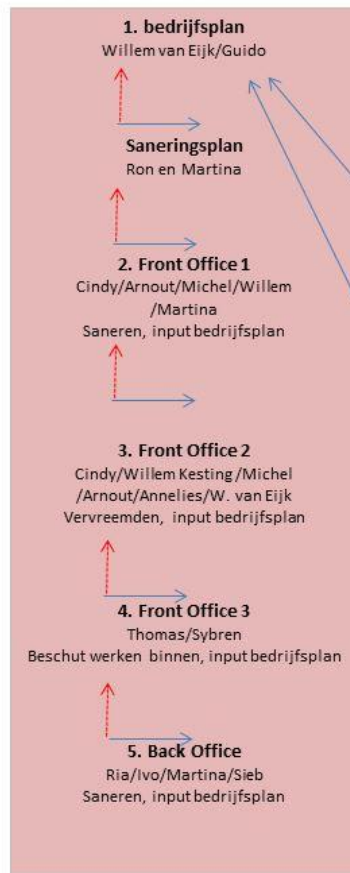 1. bedrijfsplan
Willem van Eijk/Guido
Saneringsplan
Ron en Martina
2. Front Office 1
Cindy/Arnout/Michel/Willem
/Martina
Saneren, input bedrijfsplan
3. Front Office 2
Cindy/Willem Kesting /Michel
/Arnout/Annelies/W. van Eijk
Vervreemden, input bedrijfsplan
4. Front Office 3
Thomas/Sybren
Beschut werken binnen, input bedrijfsplan
5. Back Office
Ria/Ivo/Martina/Sieb
Saneren, input bedrijfsplan